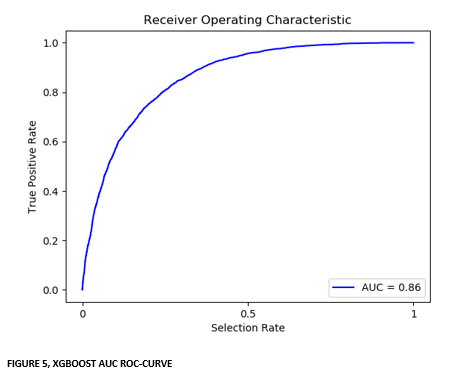 Receiver Operating Characteristic
1.0
0.8
0.6
0.4
0.2
0.0
True Positive Rate
AUC = 0.86
0
0.5
1
Selection Rate
FIGURE 5, XGBOOST AUC ROC-CURVE